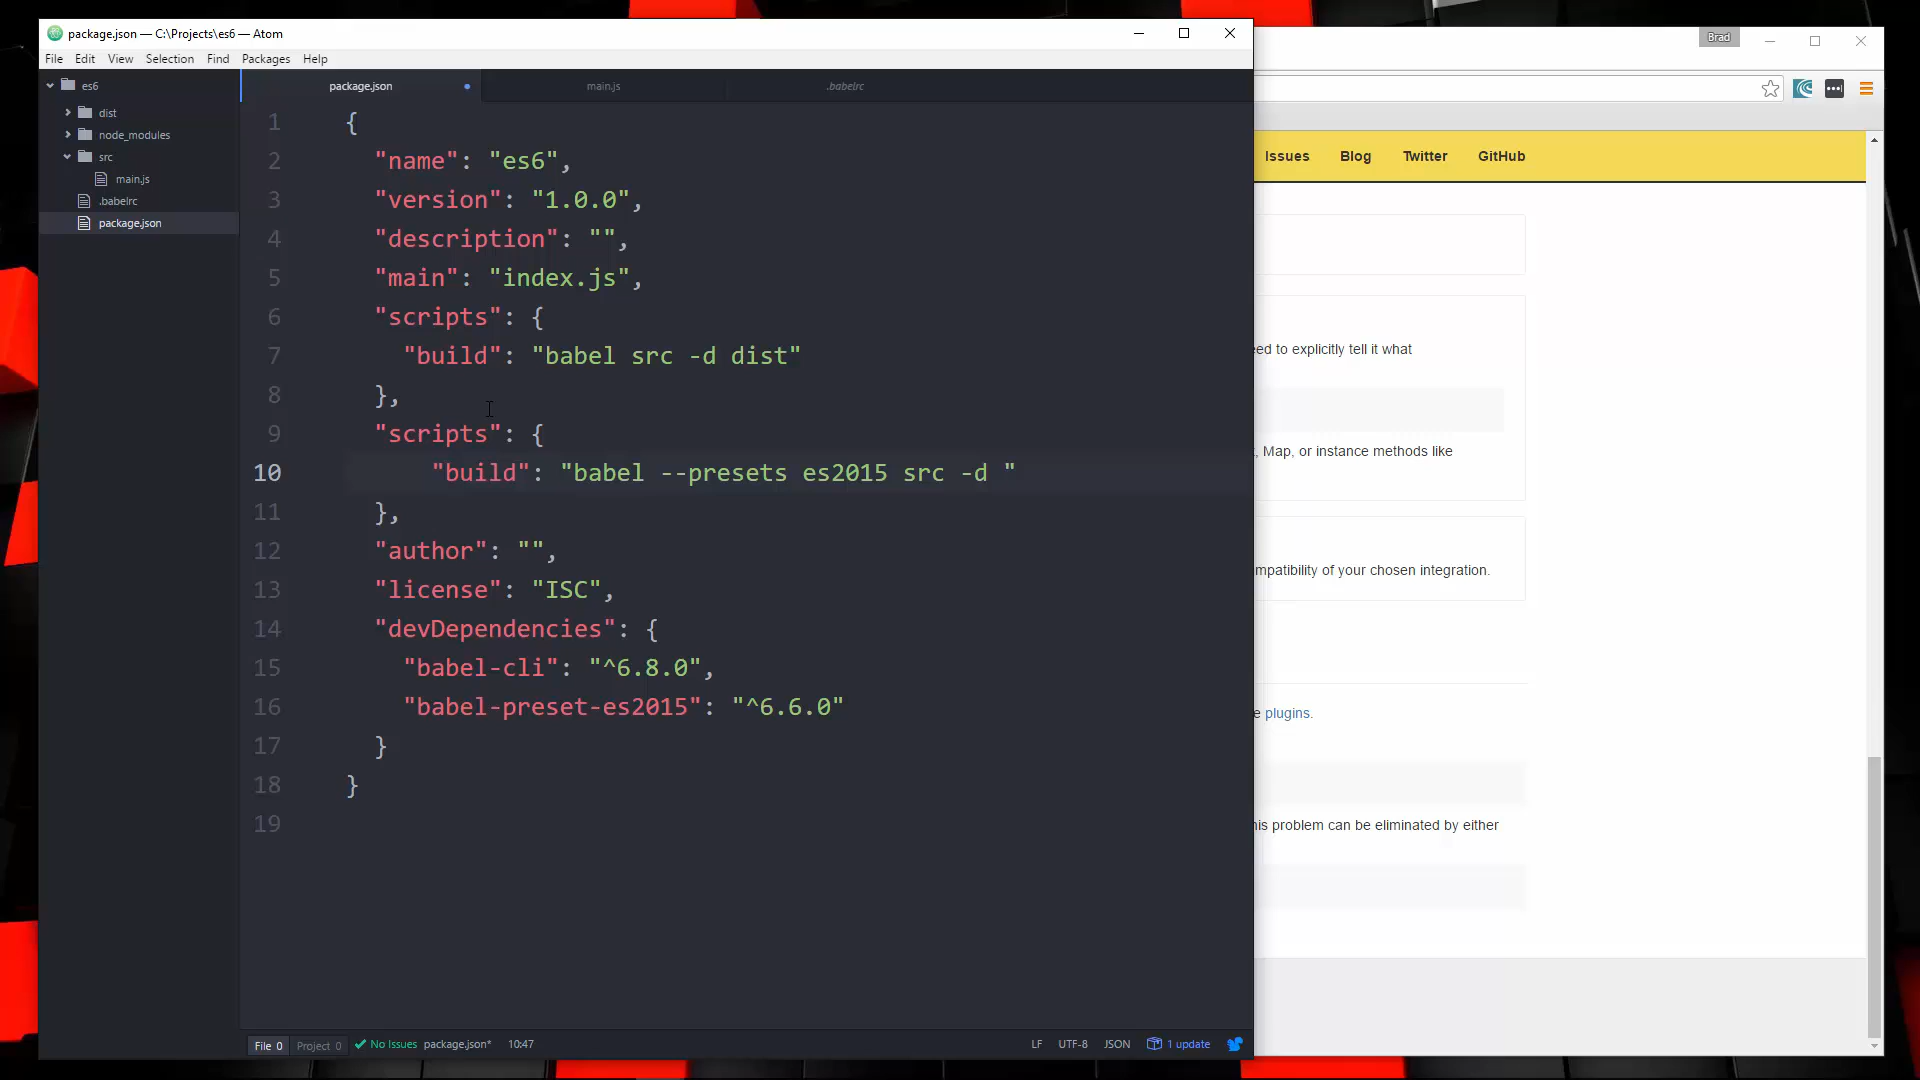 package.json — C:\Projects\es6 — Atom
File Edit View Selection Find Packages Help
es6
dist
node_modules
src
main.js
.babelrc
package.json
package.json main.js .babelrc
1 {
2 "name": "es6",
3 "version": "1.0.0",
4 "description": "",
5 "main": "index.js",
6 "scripts": {
7 "build": "babel src -d dist"
8 },
9 "scripts": {
10 "build": "babel --presets es2015 src -d "
11 },
12 "author": "",
13 "license": "ISC",
14 "devDependencies": {
15 "babel-cli": "^6.8.0",
16 "babel-preset-es2015": "^6.6.0"
17 }
18 }
19
File 0 Project 0 No Issues package.json* 10:47 LF UTF-8 JSON 1 update
Brad
Issues Blog Twitter GitHub
to explicitly tell it what
, Map, or instance methods like
of your chosen integration.
plugins.
problem can be eliminated by either